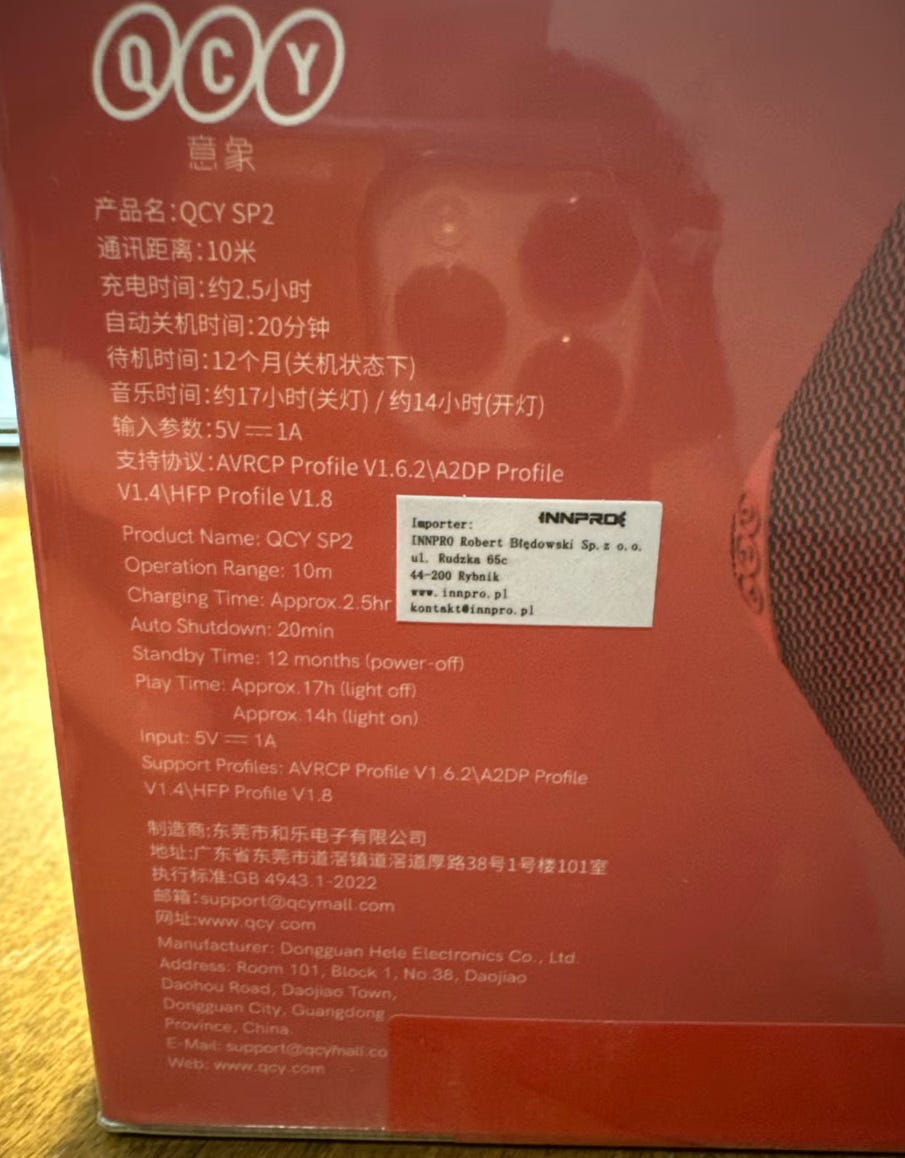 QCY
意象
产品名:QCY SP2
通讯距离:10米
充电时间:约2.5小时
自动关机时间:20分钟
待机时间:12个月(关机状态下)
音乐时间:约17小时(关灯) / 约14小时(开灯)
输入参数:5V⎓1A
支持协议:AVRCP Profile V1.6.2\A2DP Profile
V1.4\HFP Profile V1.8
Product Name: QCY SP2
Operation Range: 10m
Charging Time: Approx.2.5hr
Auto Shutdown: 20min
Standby Time: 12 months (power-off)
Play Time: Approx.17h (light off)
Approx.14h (light on)
Input: 5V⎓1A
Support Profiles: AVRCP Profile V1.6.2\A2DP Profile
V1.4\HFP Profile V1.8
INNPRO
Importer:
INNPRO Robert Błędowski Sp. z o.o.
ul. Rudzka 65c
44-200 Rybnik
www.innpro.pl
kontakt@innpro.pl
制造商:东莞市和乐电子有限公司
地址:广东省东莞市道滘镇道滘道厚路38号1号楼101室
执行标准:GB 4943.1-2022
邮箱:support@qcymall.com
网址:www.qcy.com
Manufacturer: Dongguan Hele Electronics Co., Ltd.
Address: Room 101, Block 1, No.38, Daojiao
Daohou Road, Daojiao Town,
Dongguan City, Guangdong
Province, China.
E-Mail: support@qcymall.co
Web: www.qcy.com
QCY